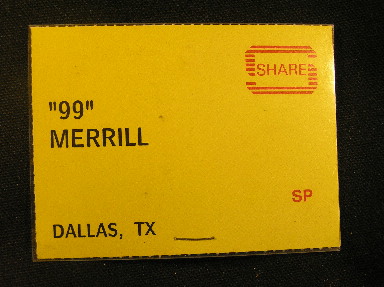 SHARE
"99"
MERRILL
SP
DALLAS, TX